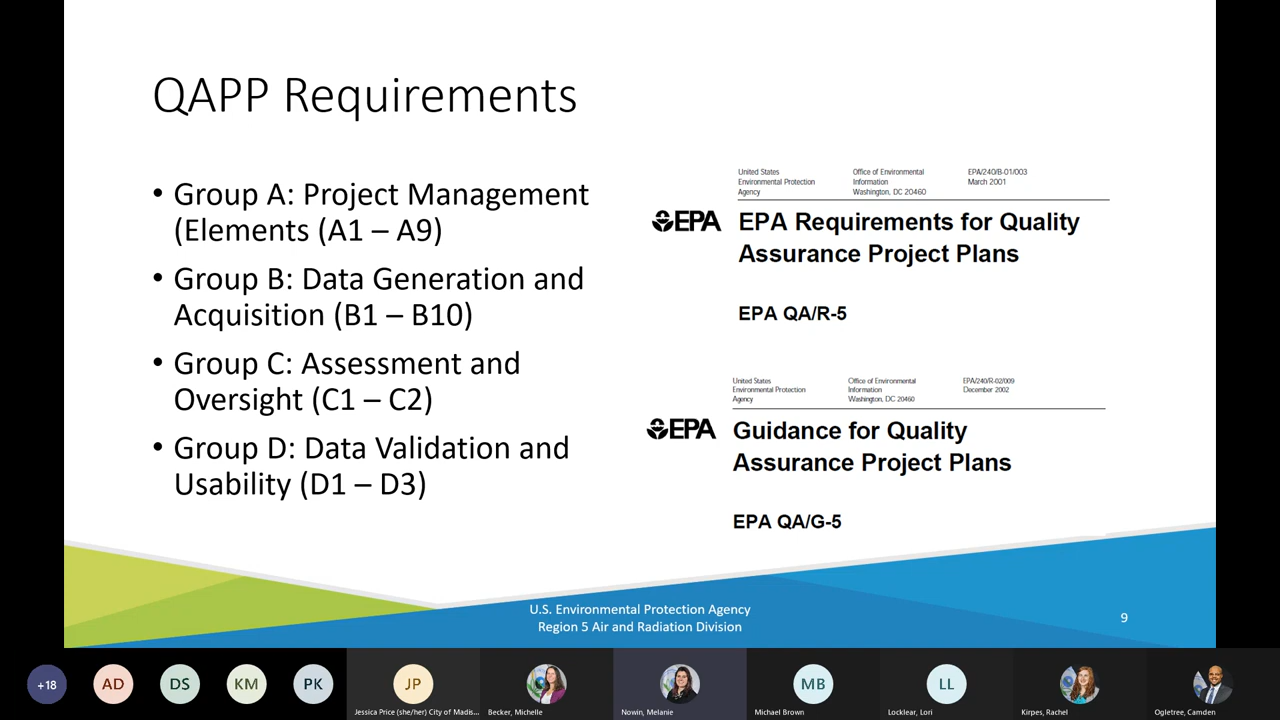 QAPP Requirements
• Group A: Project Management
(Elements (A1 – A9)
• Group B: Data Generation and
Acquisition (B1 – B10)
• Group C: Assessment and
Oversight (C1 – C2)
• Group D: Data Validation and
Usability (D1 – D3)
United States
Environmental Protection
Agency
Office of Environmental
Information
Washington, DC 20460
EPA/240/B-01/003
March 2001
EPA
EPA Requirements for Quality
Assurance Project Plans
EPA QA/R-5
United States
Environmental Protection
Agency
Office of Environmental
Information
Washington, DC 20460
EPA/240/R-02/009
December 2002
EPA
Guidance for Quality
Assurance Project Plans
EPA QA/G-5
U.S. Environmental Protection Agency
Region 5 Air and Radiation Division
9
+18
AD
DS
KM
PK
JP
MB
LL
Jessica Price (she/her) City of Madis...
Becker, Michelle
Nowin, Melanie
Michael Brown
Locklear, Lori
Kirpes, Rachel
Ogletree, Camden